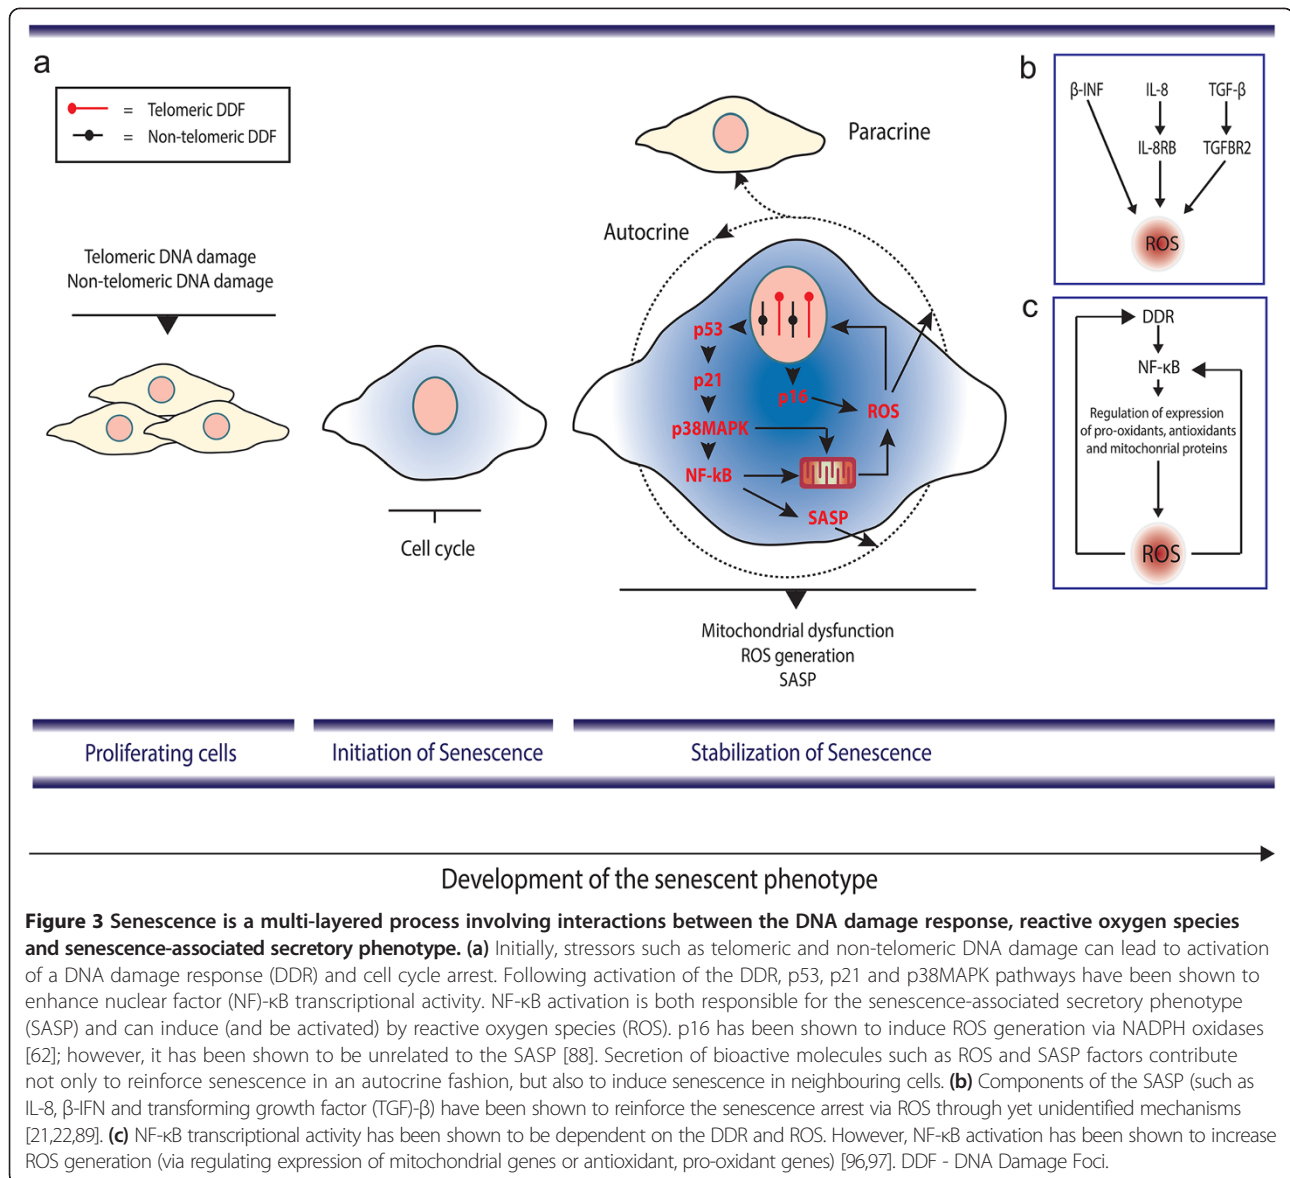 a
= Telomeric DDF
= Non-telomeric DDF
Telomeric DNA damage
Non-telomeric DNA damage
Cell cycle
Paracrine
Autocrine
p53
p21
p16
ROS
p38MAPK
NF-kB
SASP
Mitochondrial dysfunction
ROS generation
SASP
b
β-INF IL-8 TGF-β
IL-8RB TGFBR2
ROS
c
DDR
NF-κB
Regulation of expression
of pro-oxidants, antioxidants
and mitochonrial proteins
ROS
Proliferating cells
Initiation of Senescence
Stabilization of Senescence
Development of the senescent phenotype
Figure 3 Senescence is a multi-layered process involving interactions between the DNA damage response, reactive oxygen species
and senescence-associated secretory phenotype. (a) Initially, stressors such as telomeric and non-telomeric DNA damage can lead to activation
of a DNA damage response (DDR) and cell cycle arrest. Following activation of the DDR, p53, p21 and p38MAPK pathways have been shown to
enhance nuclear factor (NF)-κB transcriptional activity. NF-κB activation is both responsible for the senescence-associated secretory phenotype
(SASP) and can induce (and be activated) by reactive oxygen species (ROS). p16 has been shown to induce ROS generation via NADPH oxidases
[62]; however, it has been shown to be unrelated to the SASP [88]. Secretion of bioactive molecules such as ROS and SASP factors contribute
not only to reinforce senescence in an autocrine fashion, but also to induce senescence in neighbouring cells. (b) Components of the SASP (such as
IL-8, β-IFN and transforming growth factor (TGF)-β) have been shown to reinforce the senescence arrest via ROS through yet unidentified mechanisms
[21,22,89]. (c) NF-κB transcriptional activity has been shown to be dependent on the DDR and ROS. However, NF-κB activation has been shown to increase
ROS generation (via regulating expression of mitochondrial genes or antioxidant, pro-oxidant genes) [96,97]. DDF - DNA Damage Foci.